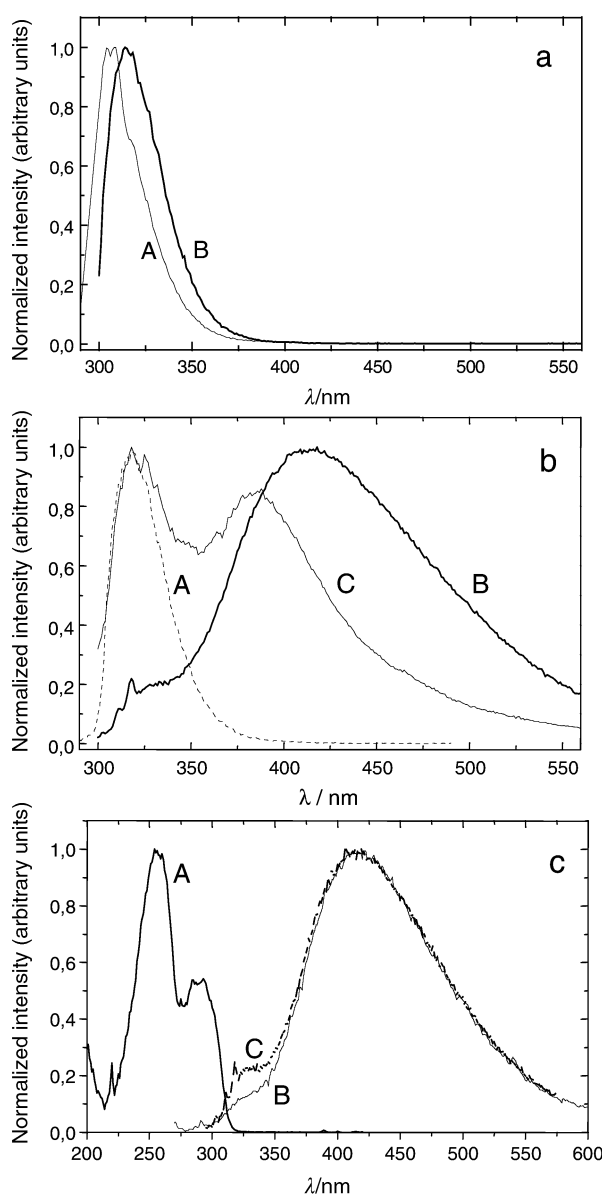 Normalized intensity (arbitrary units)
a
1,0
0,8
0,6
0,4
0,2
0,0
A
B
300 350 400 450 500 550
λ/nm
Normalized intensity (arbitrary units)
b
1,0
0,8
0,6
0,4
0,2
0,0
A
C
B
300 350 400 450 500 550
λ / nm
Normalized intensity (arbitrary units)
c
1,0
0,8
0,6
0,4
0,2
0,0
A
C
B
200 250 300 350 400 450 500 550 600
λ/nm